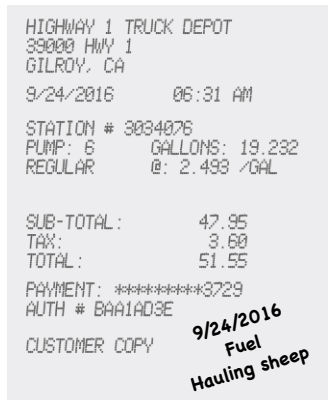 HIGHWAY 1 TRUCK DEPOT
39000 HWY 1
GILROY, CA
9/24/2016 06:31 AM
STATION # 3034076
PUMP: 6 GALLONS: 19.232
REGULAR @: 2.493 /GAL
SUB-TOTAL: 47.95
TAX: 3.60
TOTAL: 51.55
PAYMENT: *********3729
AUTH # BAA1AD3E
CUSTOMER COPY
9/24/2016
Fuel
Hauling sheep